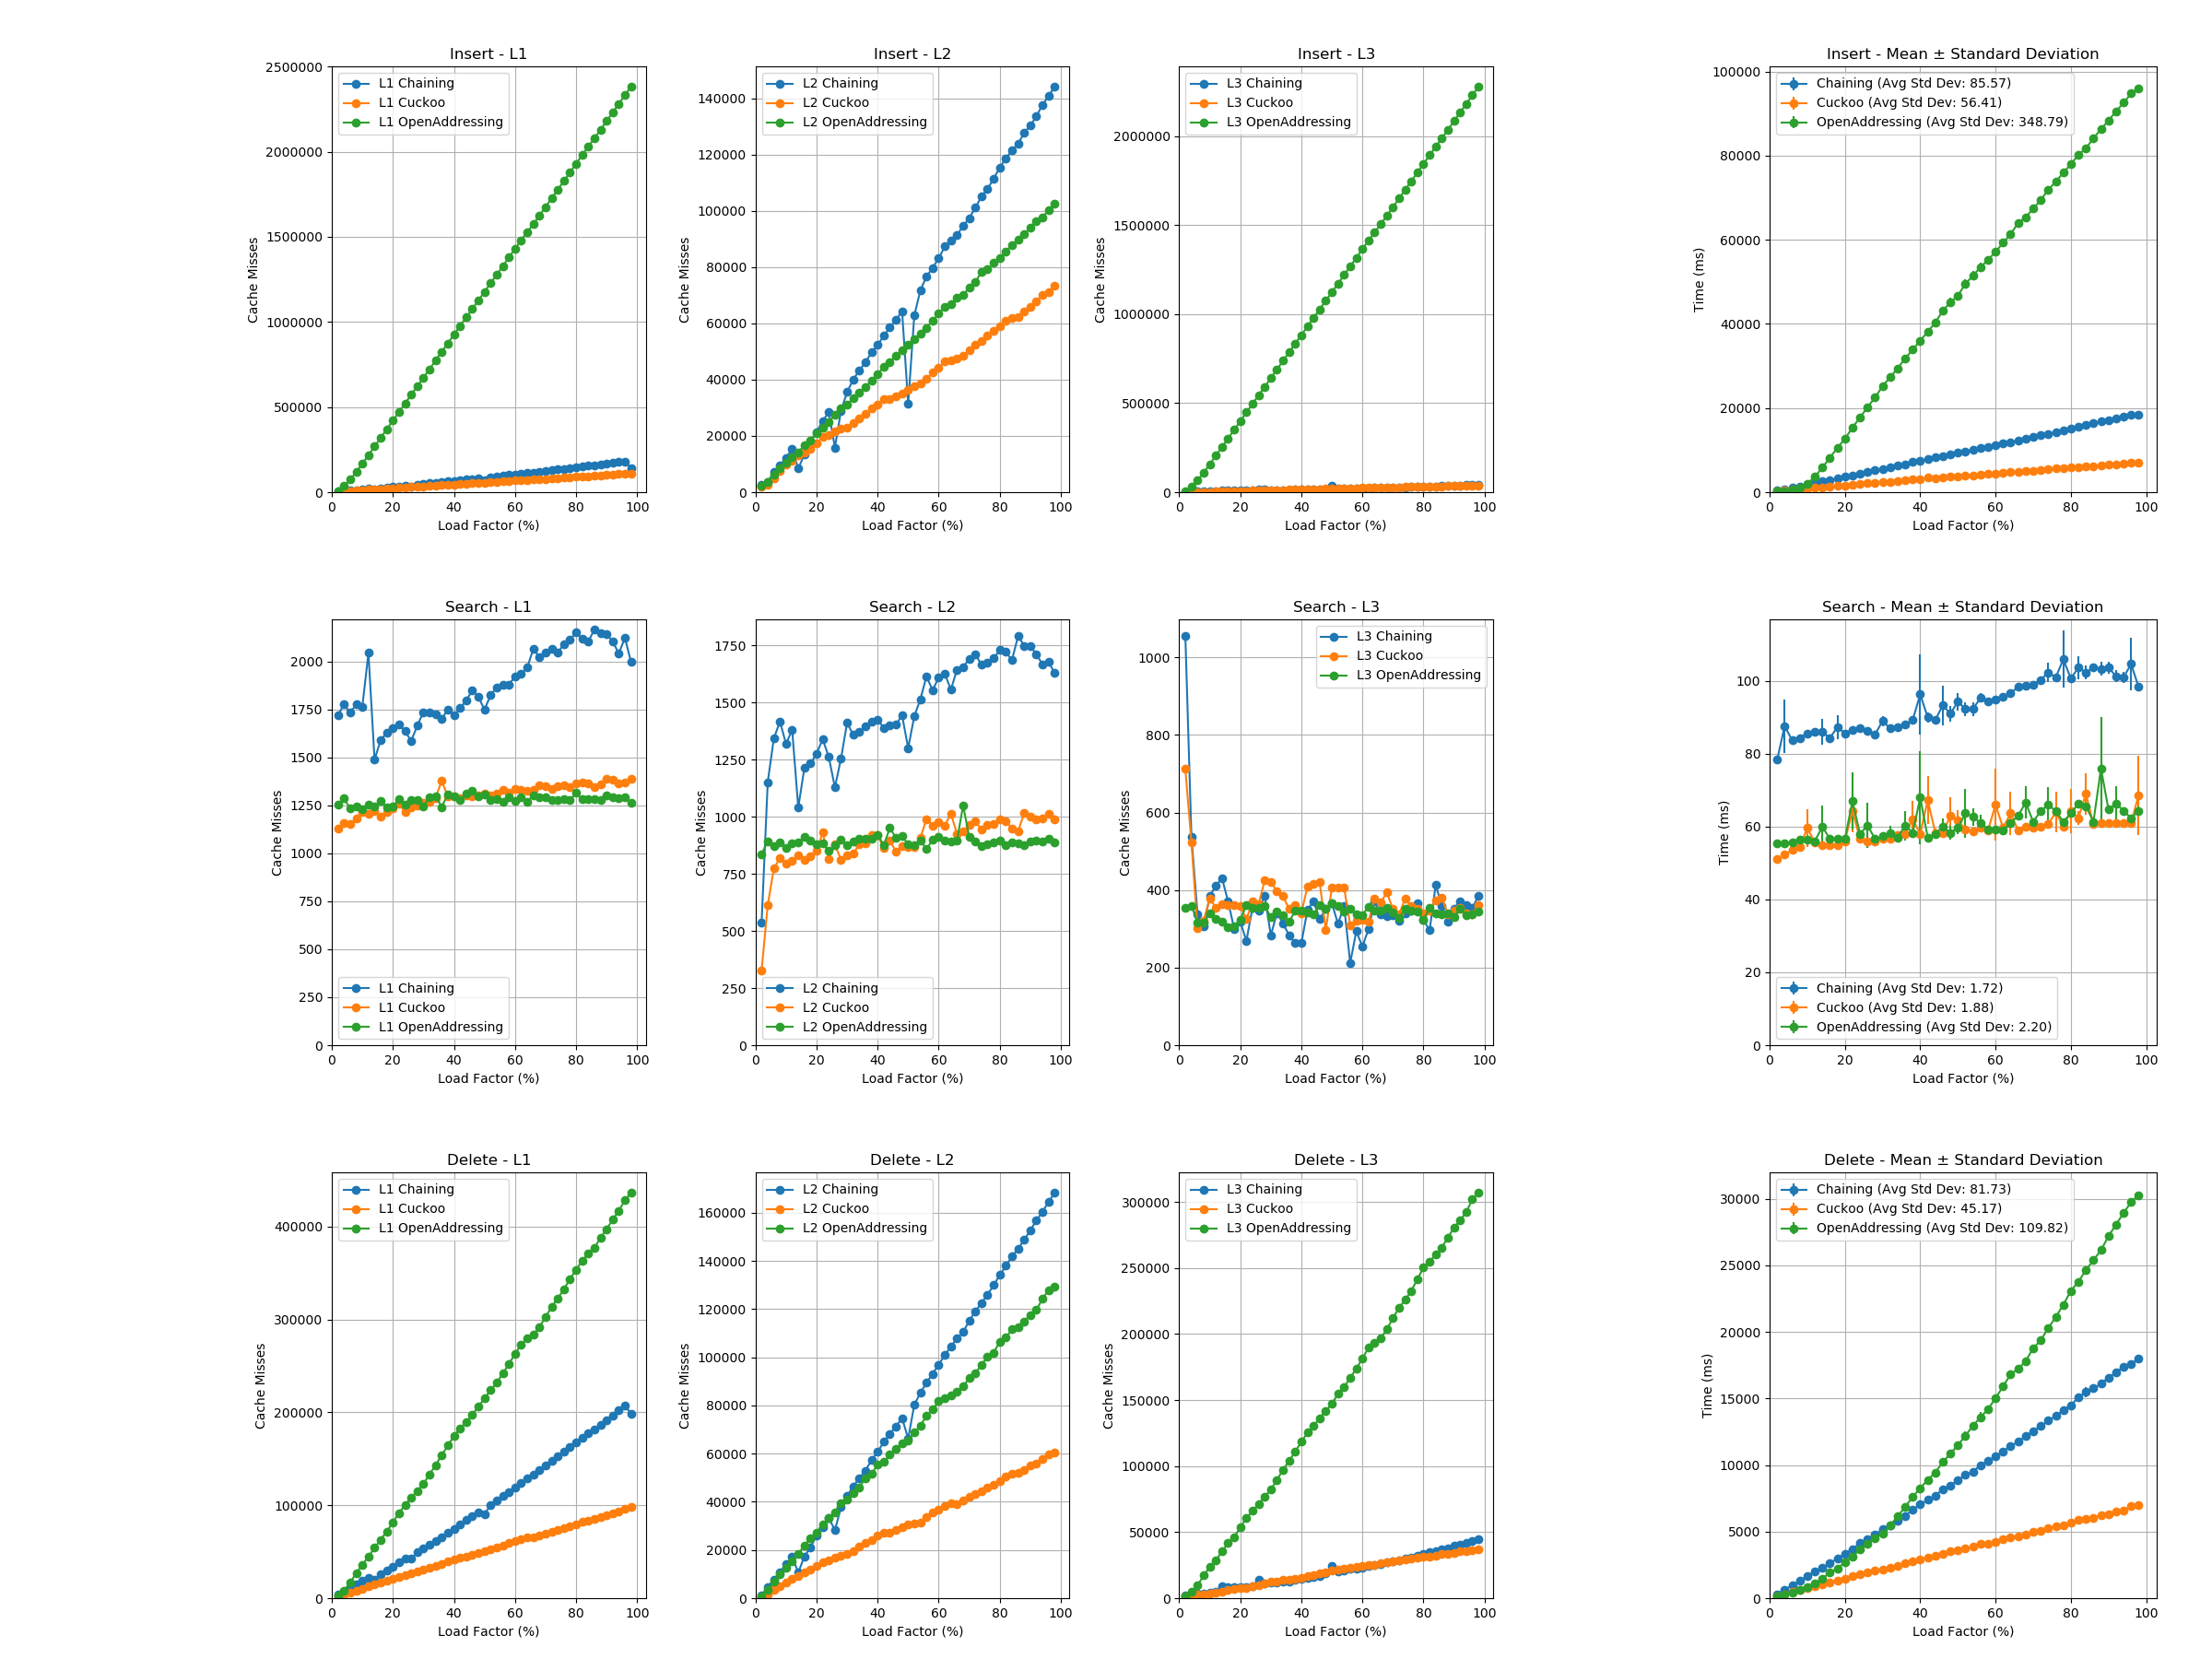 Insert - L1
2500000
2000000
1500000
1000000
500000
0
Cache Misses
L1 Chaining
L1 Cuckoo
L1 OpenAddressing
0 20 40 60 80 100
Load Factor (%)
Insert - L2
140000
120000
100000
80000
60000
40000
20000
0
Cache Misses
L2 Chaining
L2 Cuckoo
L2 OpenAddressing
0 20 40 60 80 100
Load Factor (%)
Insert - L3
2000000
1500000
1000000
500000
0
Cache Misses
L3 Chaining
L3 Cuckoo
L3 OpenAddressing
0 20 40 60 80 100
Load Factor (%)
Insert - Mean ± Standard Deviation
100000
80000
60000
40000
20000
0
Time (ms)
Chaining (Avg Std Dev: 85.57)
Cuckoo (Avg Std Dev: 56.41)
OpenAddressing (Avg Std Dev: 348.79)
0 20 40 60 80 100
Load Factor (%)
Search - L1
2000
1750
1500
1250
1000
750
500
250
0
Cache Misses
L1 Chaining
L1 Cuckoo
L1 OpenAddressing
0 20 40 60 80 100
Load Factor (%)
Search - L2
1750
1500
1250
1000
750
500
250
0
Cache Misses
L2 Chaining
L2 Cuckoo
L2 OpenAddressing
0 20 40 60 80 100
Load Factor (%)
Search - L3
1000
800
600
400
200
0
Cache Misses
L3 Chaining
L3 Cuckoo
L3 OpenAddressing
0 20 40 60 80 100
Load Factor (%)
Search - Mean ± Standard Deviation
100
80
60
40
20
0
Time (ms)
Chaining (Avg Std Dev: 1.72)
Cuckoo (Avg Std Dev: 1.88)
OpenAddressing (Avg Std Dev: 2.20)
0 20 40 60 80 100
Load Factor (%)
Delete - L1
400000
300000
200000
100000
0
Cache Misses
L1 Chaining
L1 Cuckoo
L1 OpenAddressing
0 20 40 60 80 100
Load Factor (%)
Delete - L2
160000
140000
120000
100000
80000
60000
40000
20000
0
Cache Misses
L2 Chaining
L2 Cuckoo
L2 OpenAddressing
0 20 40 60 80 100
Load Factor (%)
Delete - L3
300000
250000
200000
150000
100000
50000
0
Cache Misses
L3 Chaining
L3 Cuckoo
L3 OpenAddressing
0 20 40 60 80 100
Load Factor (%)
Delete - Mean ± Standard Deviation
30000
25000
20000
15000
10000
5000
0
Time (ms)
Chaining (Avg Std Dev: 81.73)
Cuckoo (Avg Std Dev: 45.17)
OpenAddressing (Avg Std Dev: 109.82)
0 20 40 60 80 100
Load Factor (%)